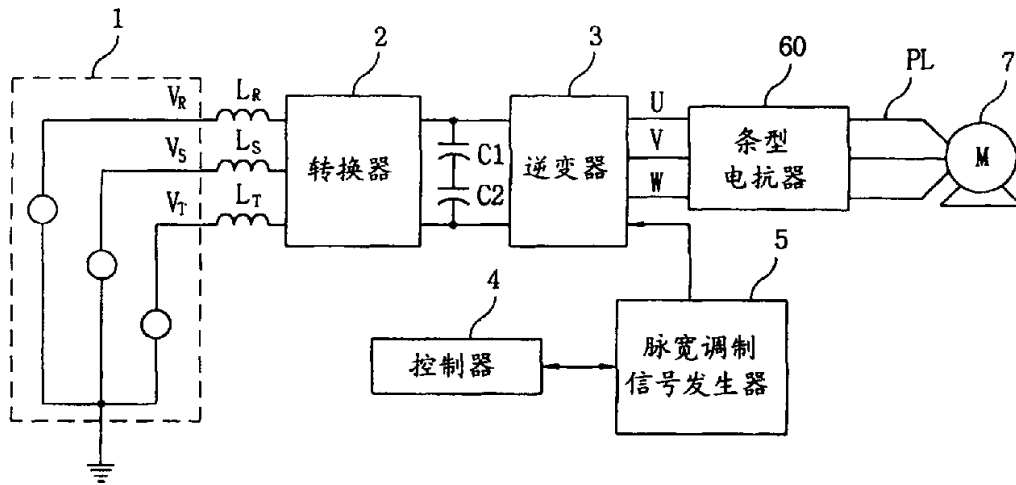 1
2
3
60
PL
7
V_R
L_R
V_S
L_S
V_T
L_T
转换器
C1
C2
逆变器
U
V
W
条型
电抗器
M
4
控制器
5
脉宽调制
信号发生器